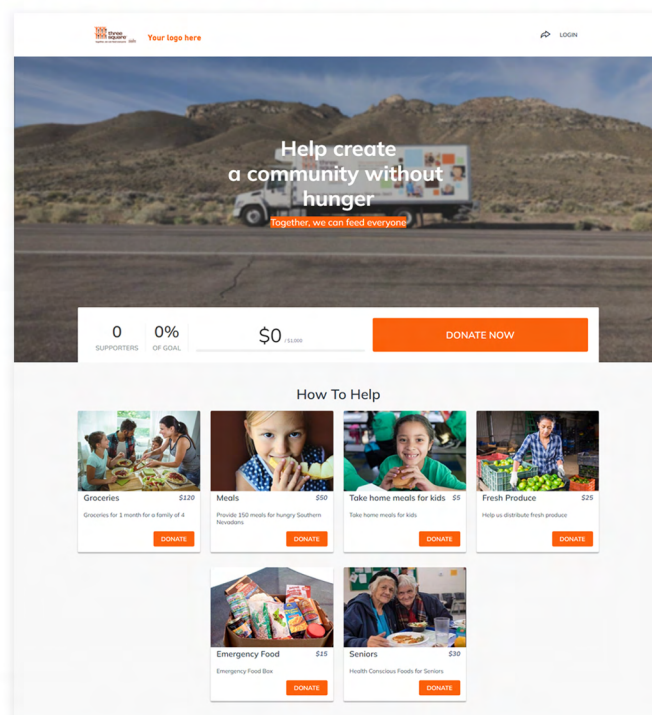 three
square
Your logo here
LOGIN
Help create
a community without
hunger
Together, we can feed everyone
0
SUPPORTERS
0%
OF GOAL
$0
DONATE NOW
How To Help
Groceries $120
Groceries for 1 month for a family of 4
DONATE
Meals $50
Provide 150 meals for hungry Southern
Nevadans
DONATE
Take home meals for kids $5
Take home meals for kids
DONATE
Fresh Produce $25
Help us distribute fresh produce
DONATE
Emergency Food $15
Emergency Food Box
DONATE
Seniors $30
Health Conscious Foods for Seniors
DONATE